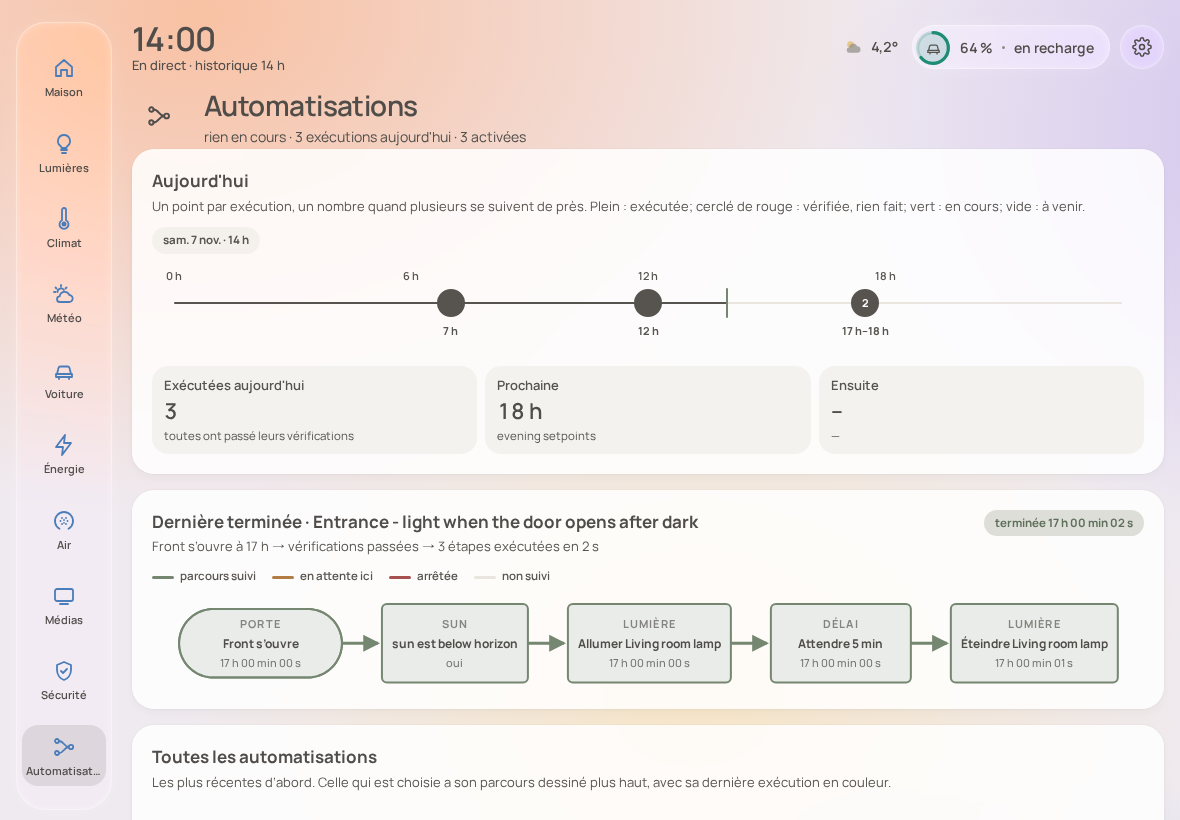 14:00
En direct · historique 14 h
4,2°
64 % • en recharge
Maison
Lumières
Climat
Météo
Voiture
Énergie
Air
Médias
Sécurité
Automatisat...
Automatisations
rien en cours · 3 exécutions aujourd'hui · 3 activées
Aujourd'hui
Un point par exécution, un nombre quand plusieurs se suivent de près. Plein : exécutée; cerclé de rouge : vérifiée, rien fait; vert : en cours; vide : à venir.
sam. 7 nov. · 14 h
0 h 6 h 12 h 18 h
2
7 h 12 h 17 h–18 h
Exécutées aujourd'hui
3
toutes ont passé leurs vérifications
Prochaine
18 h
evening setpoints
Ensuite
–
—
Dernière terminée · Entrance - light when the door opens after dark
terminée 17 h 00 min 02 s
Front s'ouvre à 17 h → vérifications passées → 3 étapes exécutées en 2 s
parcours suivi en attente ici arrêtée non suivi
PORTE
Front s'ouvre
17 h 00 min 00 s
SUN
sun est below horizon
oui
LUMIÈRE
Allumer Living room lamp
17 h 00 min 00 s
DÉLAI
Attendre 5 min
17 h 00 min 00 s
LUMIÈRE
Éteindre Living room lamp
17 h 00 min 01 s
Toutes les automatisations
Les plus récentes d'abord. Celle qui est choisie a son parcours dessiné plus haut, avec sa dernière exécution en couleur.